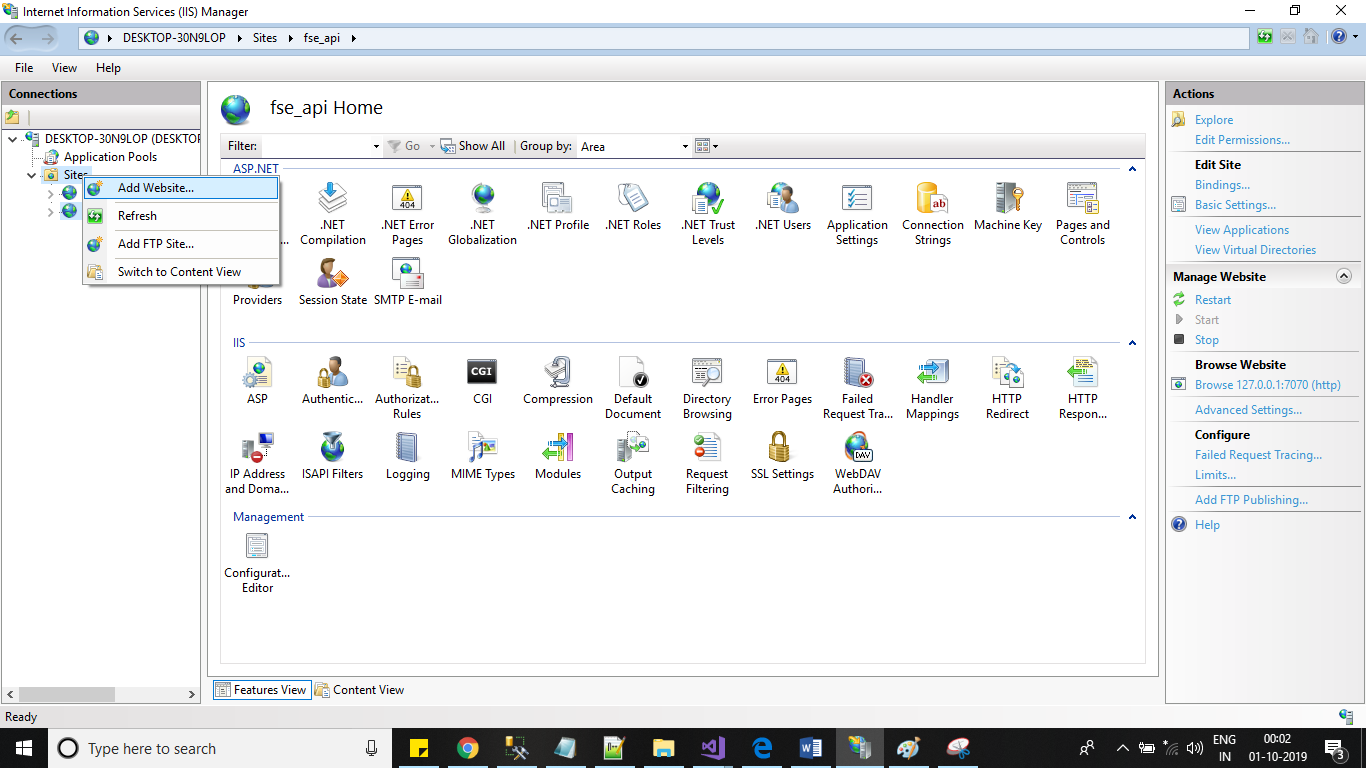 Internet Information Services (IIS) Manager
DESKTOP-30N9LOP Sites fse_api
File View Help
Connections
DESKTOP-30N9LOP (DESKTOP
Application Pools
Sites
Add Website...
Refresh
Add FTP Site...
Switch to Content View
fse_api Home
Filter: Go Show All Group by: Area
ASP.NET
.NET Compilation
.NET Error Pages
.NET Globalization
.NET Profile
.NET Roles
.NET Trust Levels
.NET Users
Application Settings
Connection Strings
Machine Key
Pages and Controls
Providers
Session State
SMTP E-mail
IIS
ASP
Authentic...
Authorizat... Rules
CGI
Compression
Default Document
Directory Browsing
Error Pages
Failed Request Tra...
Handler Mappings
HTTP Redirect
HTTP Respon...
IP Address and Doma...
ISAPI Filters
Logging
MIME Types
Modules
Output Caching
Request Filtering
SSL Settings
WebDAV Authori...
Management
Configurat... Editor
Features View Content View
Actions
Explore
Edit Permissions...
Edit Site
Bindings...
Basic Settings...
View Applications
View Virtual Directories
Manage Website
Restart
Start
Stop
Browse Website
Browse 127.0.0.1:7070 (http)
Advanced Settings...
Configure
Failed Request Tracing...
Limits...
Add FTP Publishing...
Help
Ready
Type here to search
ENG
IN
00:02
01-10-2019
3